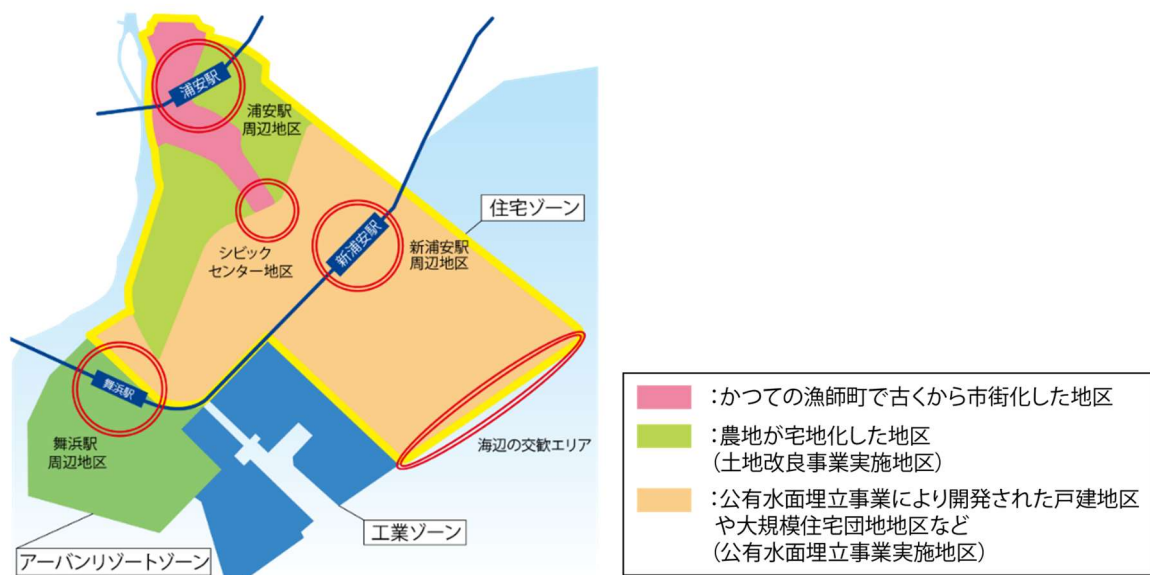 浦安駅
浦安駅
周辺地区
住宅ゾーン
新浦安駅
新浦安駅
周辺地区
シビック
センター地区
舞浜駅
舞浜駅
周辺地区
海辺の交歓エリア
工業ゾーン
アーバンリゾートゾーン
:かつての漁師町で古くから市街化した地区
:農地が宅地化した地区
(土地改良事業実施地区)
:公有水面埋立事業により開発された戸建地区
や大規模住宅団地地区など
(公有水面埋立事業実施地区)